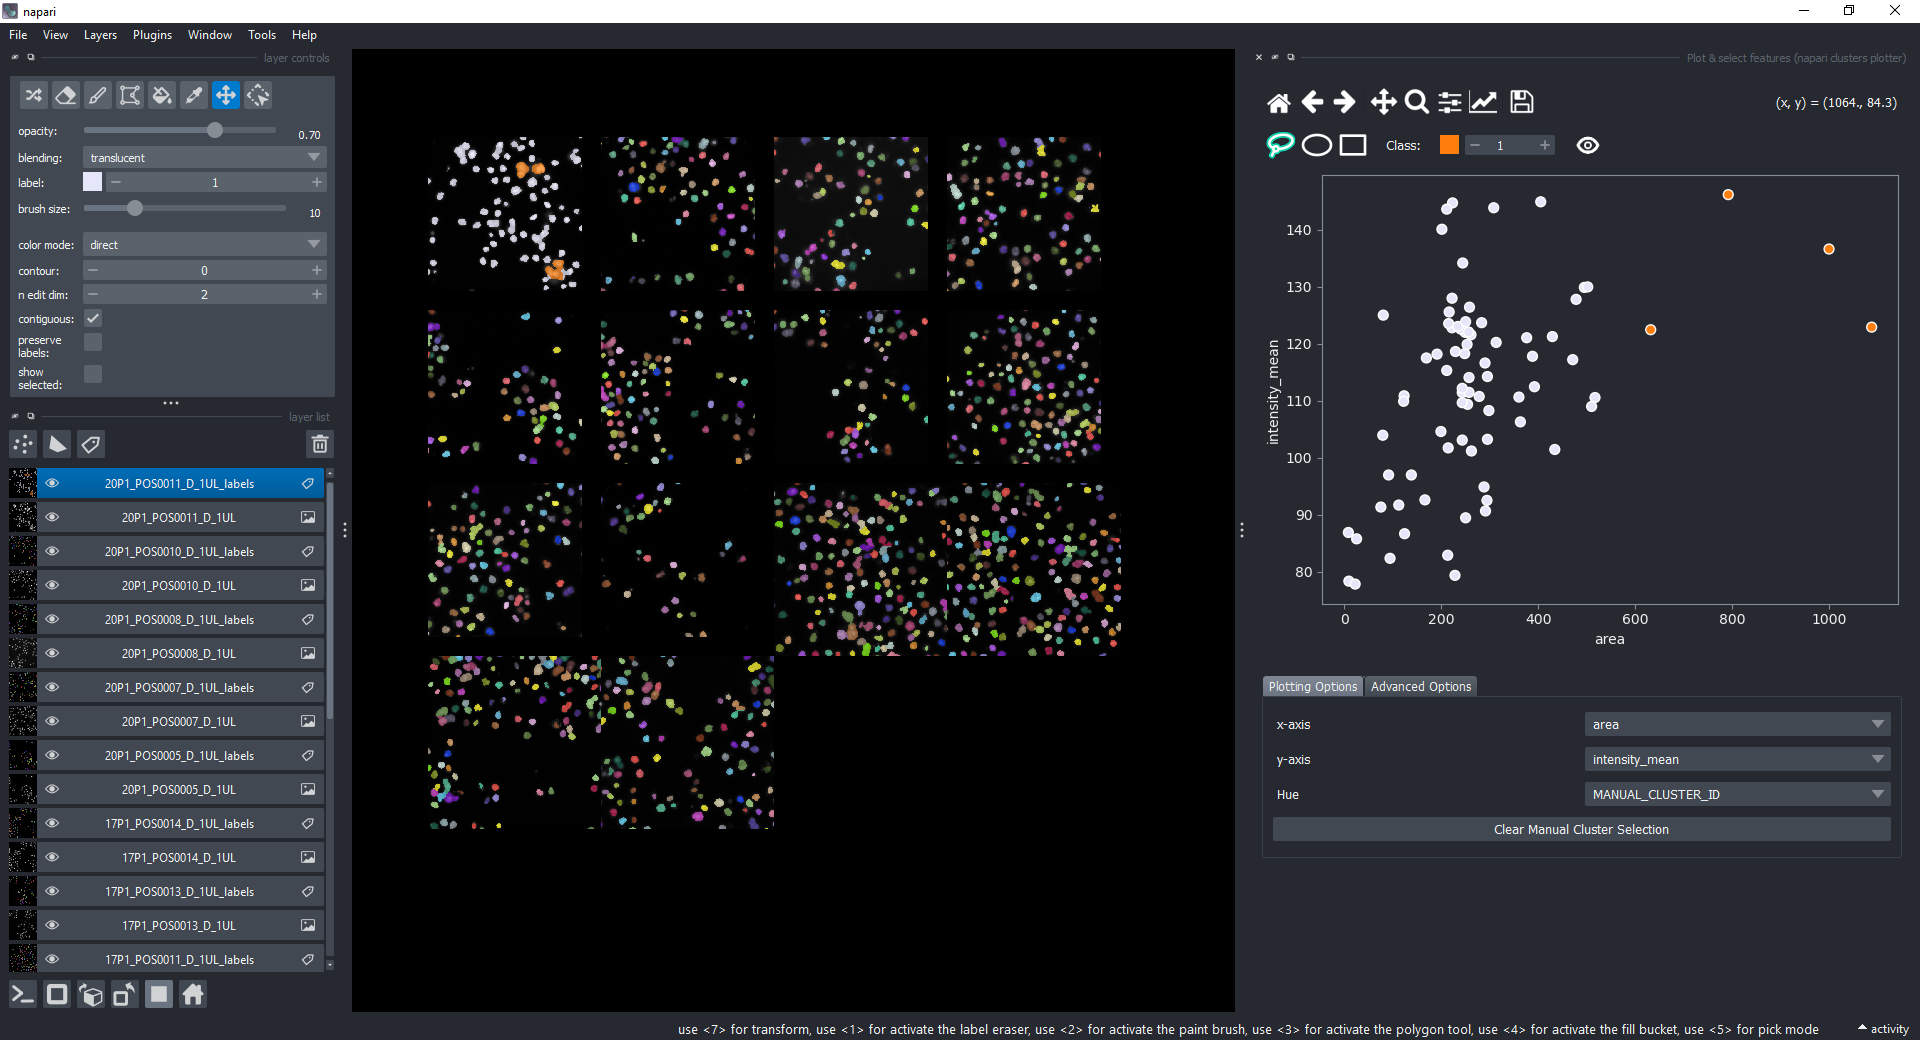 napari
File View Layers Plugins Window Tools Help
layer controls
opacity: 0.70
blending: translucent
label: 1
brush size: 10
color mode: direct
contour: 0
n edit dim: 2
contiguous:
preserve
labels:
show
selected:
layer list
20P1_POS0011_D_1UL_labels
20P1_POS0011_D_1UL
20P1_POS0010_D_1UL_labels
20P1_POS0010_D_1UL
20P1_POS0008_D_1UL_labels
20P1_POS0008_D_1UL
20P1_POS0007_D_1UL_labels
20P1_POS0007_D_1UL
20P1_POS0005_D_1UL_labels
20P1_POS0005_D_1UL
17P1_POS0014_D_1UL_labels
17P1_POS0014_D_1UL
17P1_POS0013_D_1UL_labels
17P1_POS0013_D_1UL
17P1_POS0011_D_1UL_labels
Plot & select features (napari clusters plotter)
(x, y) = (1064., 84.3)
Class: 1
140
130
120
110
100
90
80
intensity_mean
0 200 400 600 800 1000
area
Plotting Options Advanced Options
x-axis area
y-axis intensity_mean
Hue MANUAL_CLUSTER_ID
Clear Manual Cluster Selection
use <7> for transform, use <1> for activate the label eraser, use <2> for activate the paint brush, use <3> for activate the polygon tool, use <4> for activate the fill bucket, use <5> for pick mode
activity